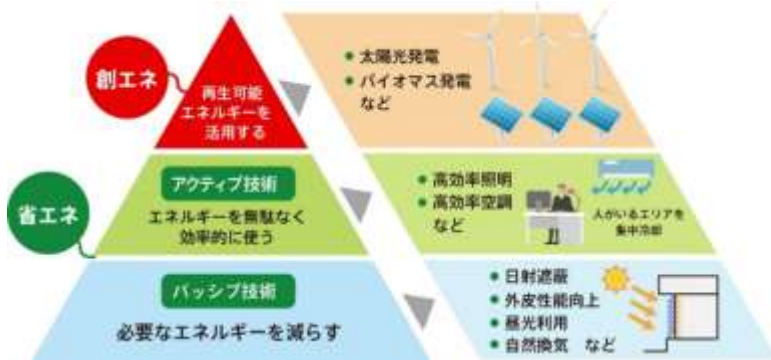 創エネ
再生可能
エネルギーを
活用する
● 太陽光発電
● バイオマス発電
など
省エネ
アクティブ技術
エネルギーを無駄なく
効率的に使う
● 高効率照明
● 高効率空調
など
人がいるエリアを
集中冷却
パッシブ技術
必要なエネルギーを減らす
● 日射遮蔽
● 外皮性能向上
● 昼光利用
● 自然換気 など